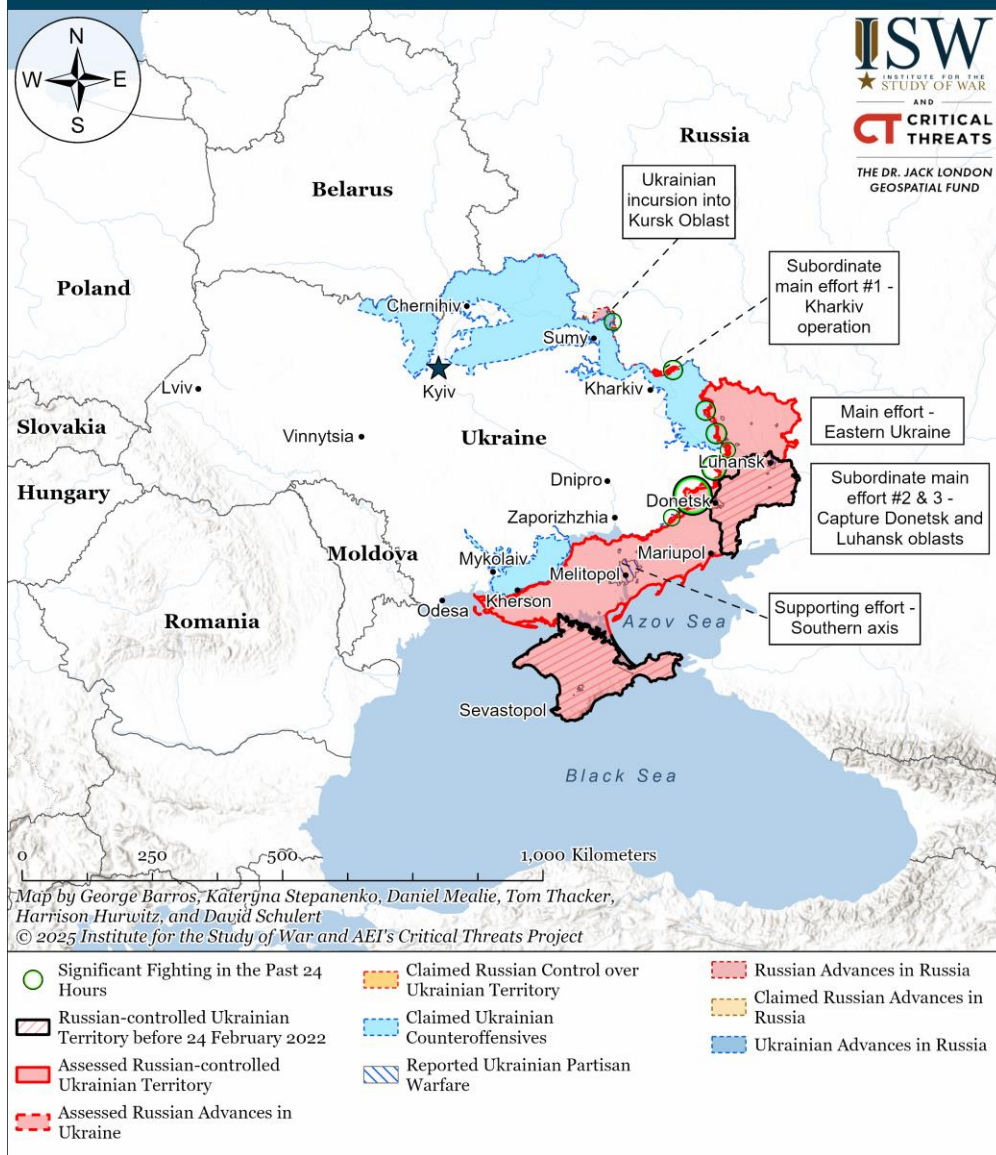 N
W
E
S
ISW
INSTITUTE FOR THE
STUDY OF WAR
AND
CT CRITICAL
THREATS
THE DR. JACK LONDON
GEOSPATIAL FUND
Russia
Ukrainian
incursion into
Kursk Oblast
Belarus
Subordinate
main effort #1 -
Kharkiv
operation
Poland
Chernihiv
Sumy
Kyiv
Kharkiv
Lviv
Main effort -
Eastern Ukraine
Slovakia
Vinnytsia
Ukraine
Luhansk
Hungary
Dnipro
Donetsk
Subordinate main
effort #2 & 3 -
Capture Donetsk and
Luhansk oblasts
Zaporizhzhia
Moldova
Mykolaiv
Mariupol
Melitopol
Odesa
Kherson
Romania
Azov Sea
Supporting effort -
Southern axis
Sevastopol
Black Sea
0
250
500
1,000 Kilometers
Map by George Barros, Kateryna Stepanenko, Daniel Mealie, Tom Thacker,
Harrison Hurwitz, and David Schulert
© 2025 Institute for the Study of War and AEI's Critical Threats Project
Significant Fighting in the Past 24
Hours
Russian-controlled Ukrainian
Territory before 24 February 2022
Assessed Russian-controlled
Ukrainian Territory
Assessed Russian Advances in
Ukraine
Claimed Russian Control over
Ukrainian Territory
Claimed Ukrainian
Counteroffensives
Reported Ukrainian Partisan
Warfare
Russian Advances in Russia
Claimed Russian Advances in
Russia
Ukrainian Advances in Russia